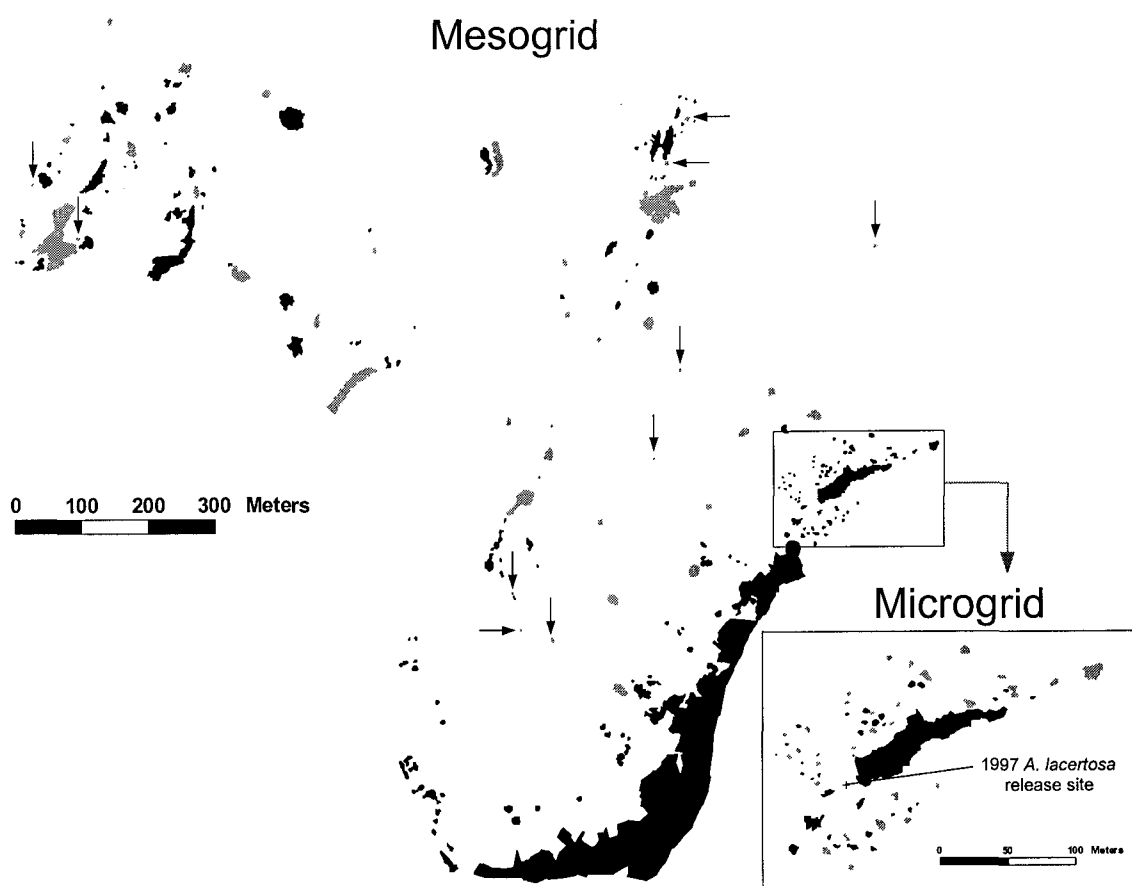 Mesogrid
0 100 200 300 Meters
Microgrid
1997 A. lacertosa
release site
0 50 100 Meters